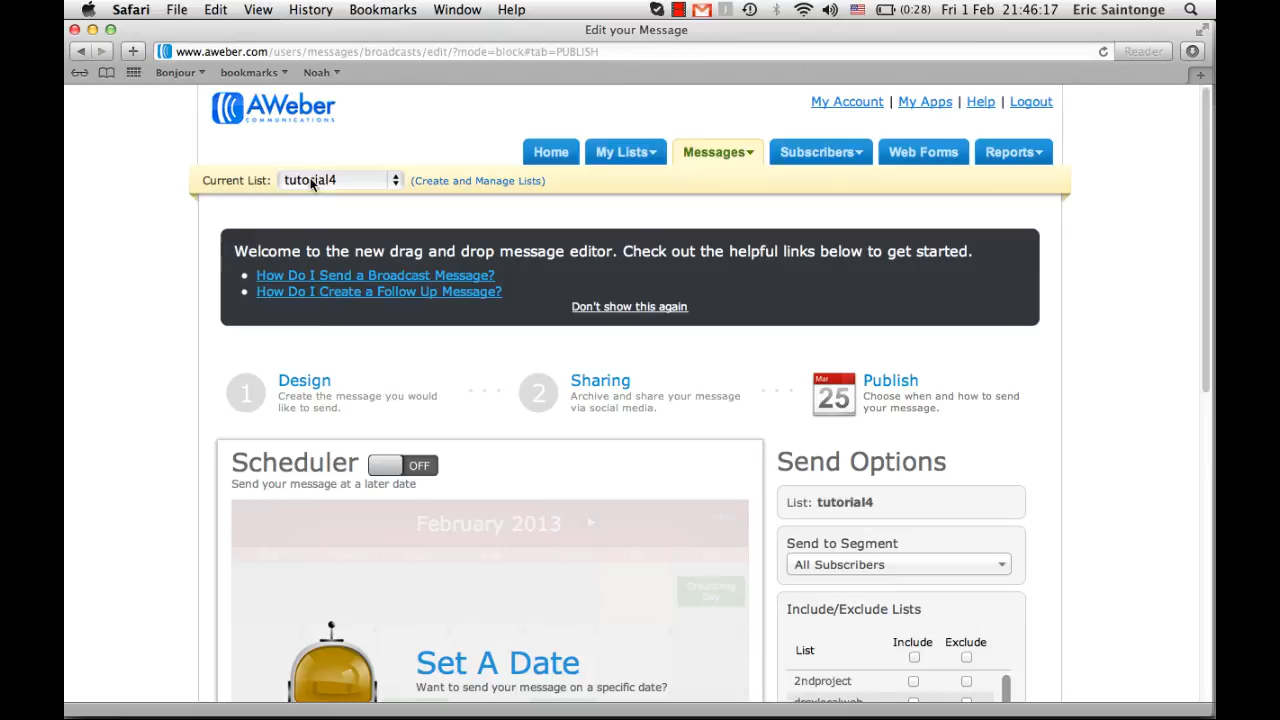 Safari File Edit View History Bookmarks Window Help (0:28) Fri 1 Feb 21:46:17 Eric Saintonge
Edit your Message
www.aweber.com/users/messages/broadcasts/edit/?mode=block#tab=PUBLISH Reader
Bonjour bookmarks Noah
AWeber
COMMUNICATIONS
My Account | My Apps | Help | Logout
Home My Lists Messages Subscribers Web Forms Reports
Current List: tutorial4 (Create and Manage Lists)
Welcome to the new drag and drop message editor. Check out the helpful links below to get started.
• How Do I Send a Broadcast Message?
• How Do I Create a Follow Up Message?
Don't show this again
1 Design
Create the message you would
like to send.
2 Sharing
Archive and share your message
via social media.
Mar
25
Publish
Choose when and how to send
your message.
Scheduler OFF
Send your message at a later date
February 2013
Groundhog
Day
Set A Date
Want to send your message on a specific date?
Send Options
List: tutorial4
Send to Segment
All Subscribers
Include/Exclude Lists
List Include Exclude
2ndproject